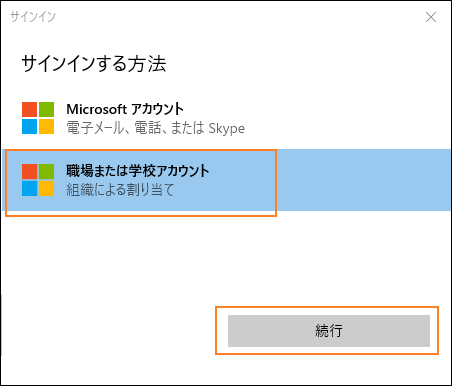 サインイン
サインインする方法
Microsoft アカウント
電子メール、電話、または Skype
職場または学校アカウント
組織による割り当て
続行